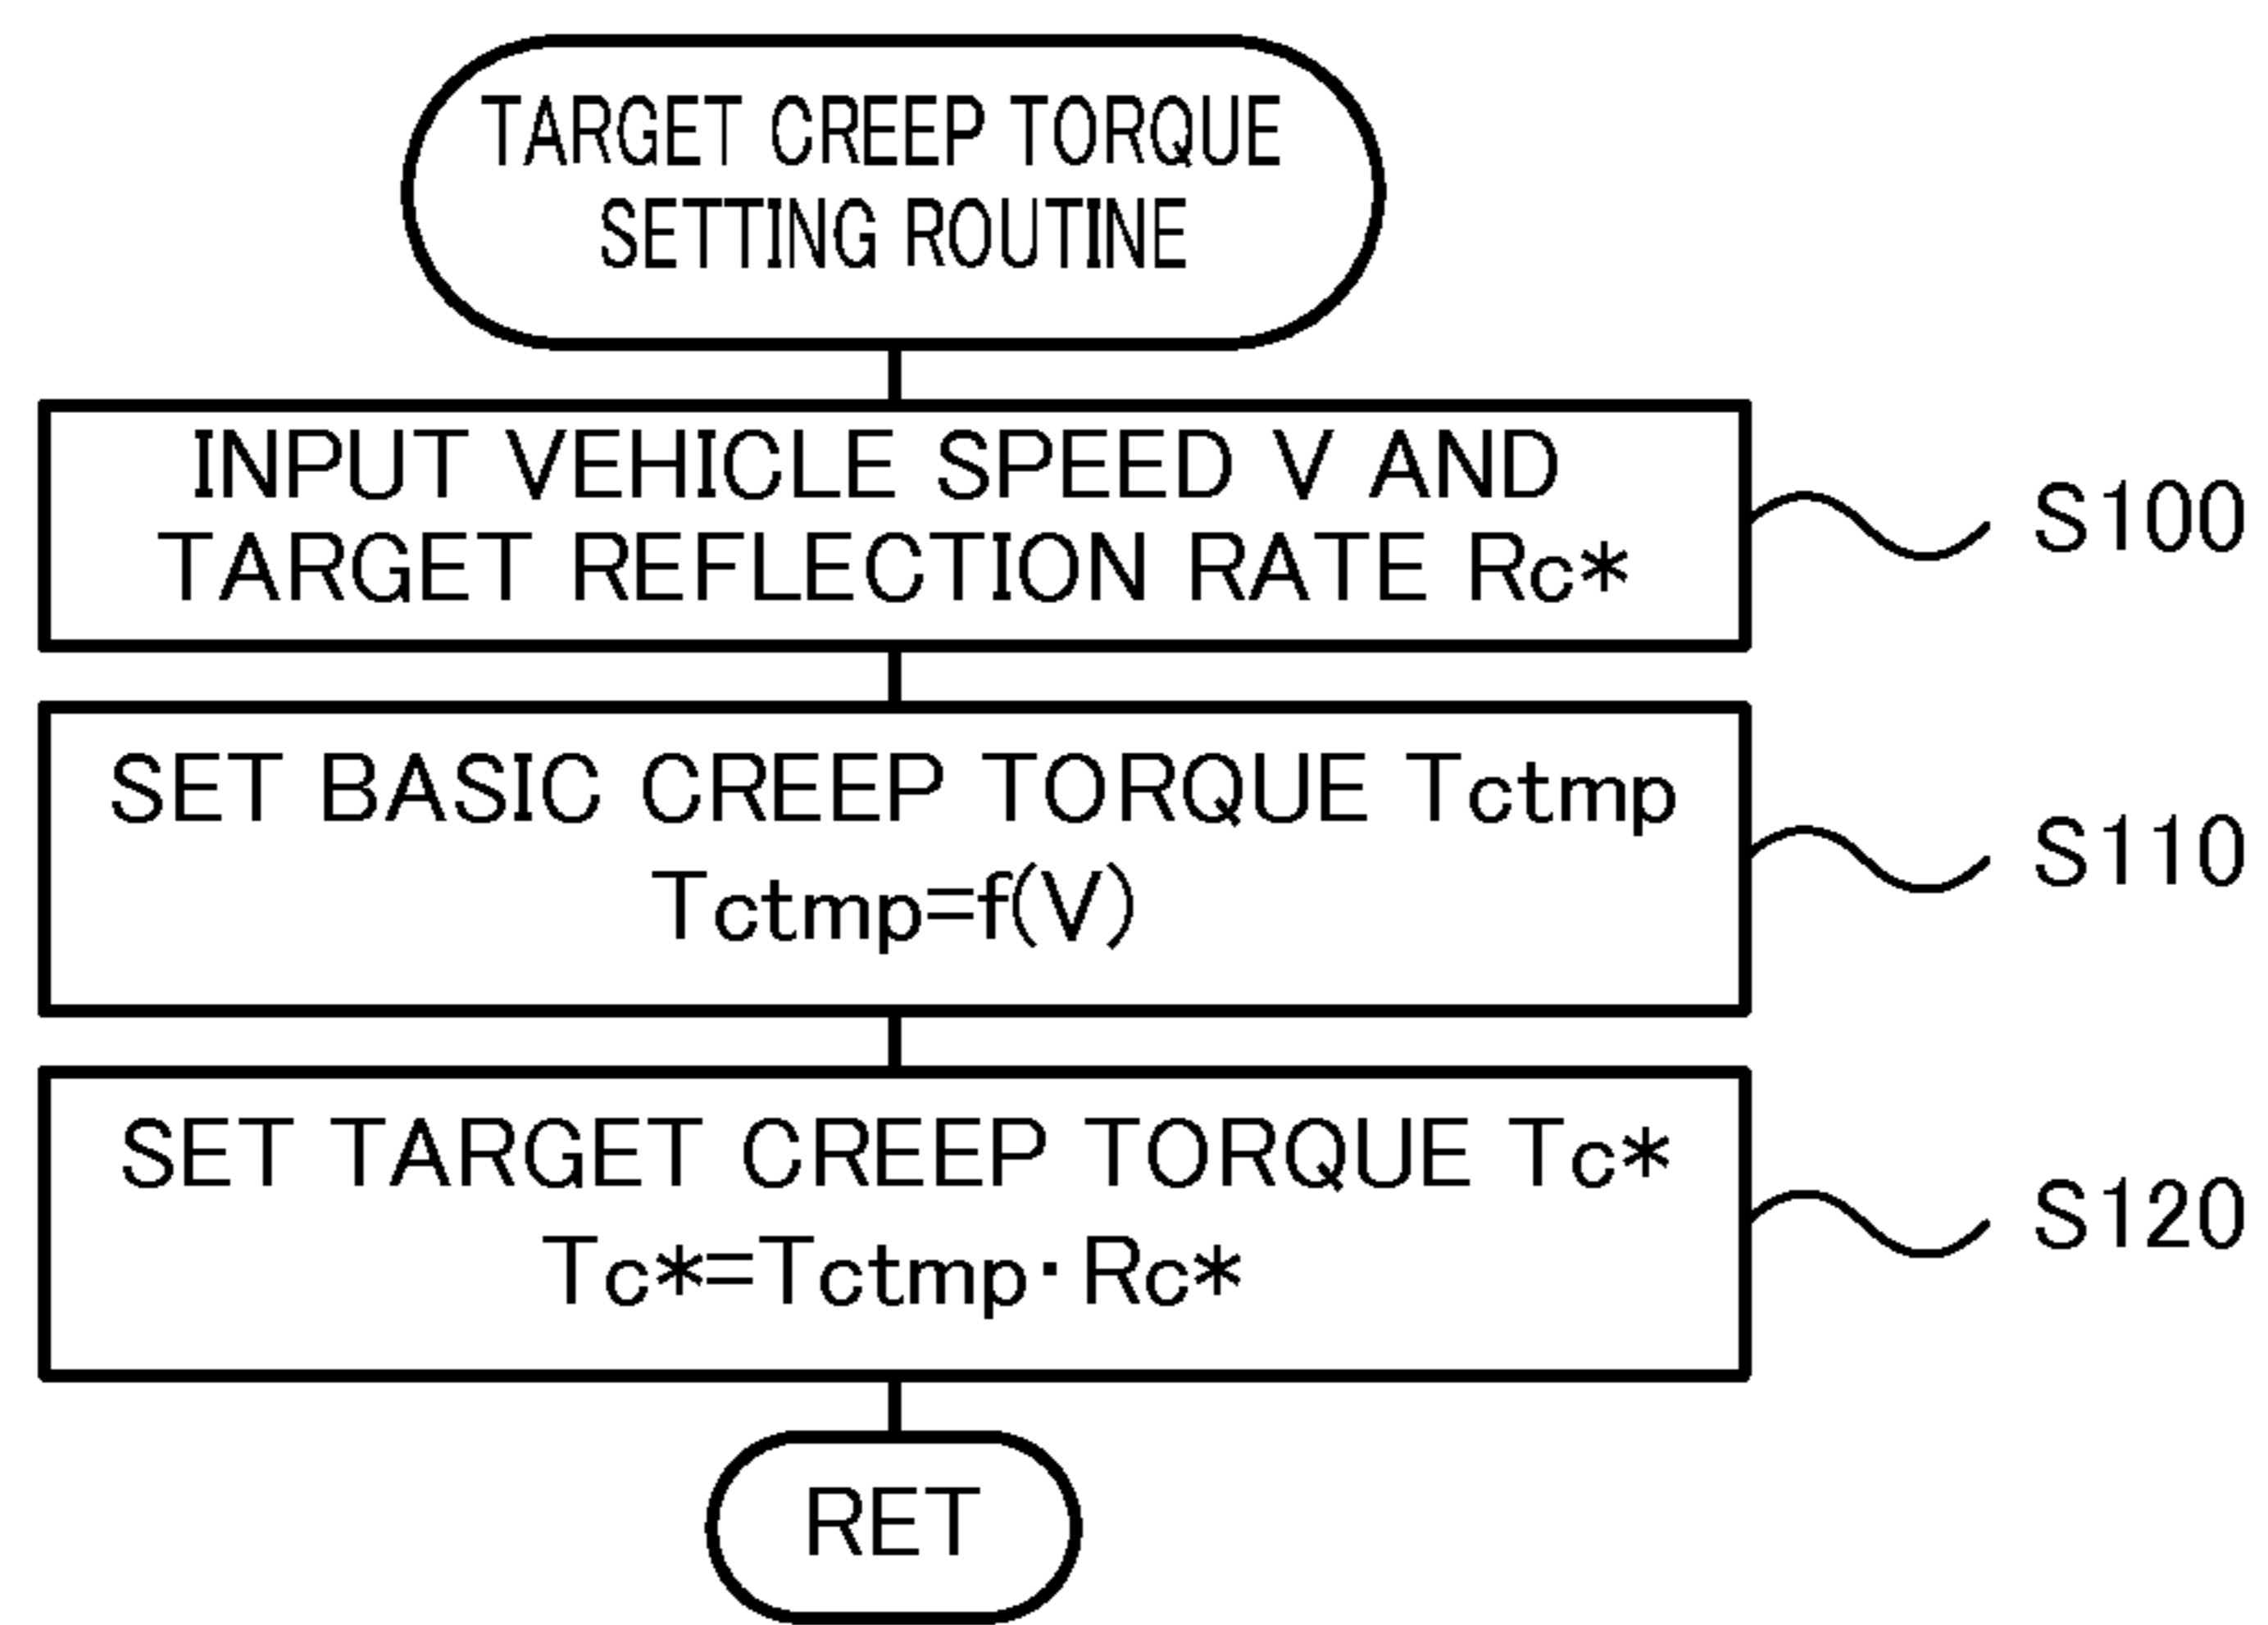 TARGET CREEP TORQUE
SETTING ROUTINE
INPUT VEHICLE SPEED V AND
TARGET REFLECTION RATE Rc*
S100
SET BASIC CREEP TORQUE Tctmp
Tctmp=f(V)
S110
SET TARGET CREEP TORQUE Tc*
Tc*=Tctmp・Rc*
S120
RET